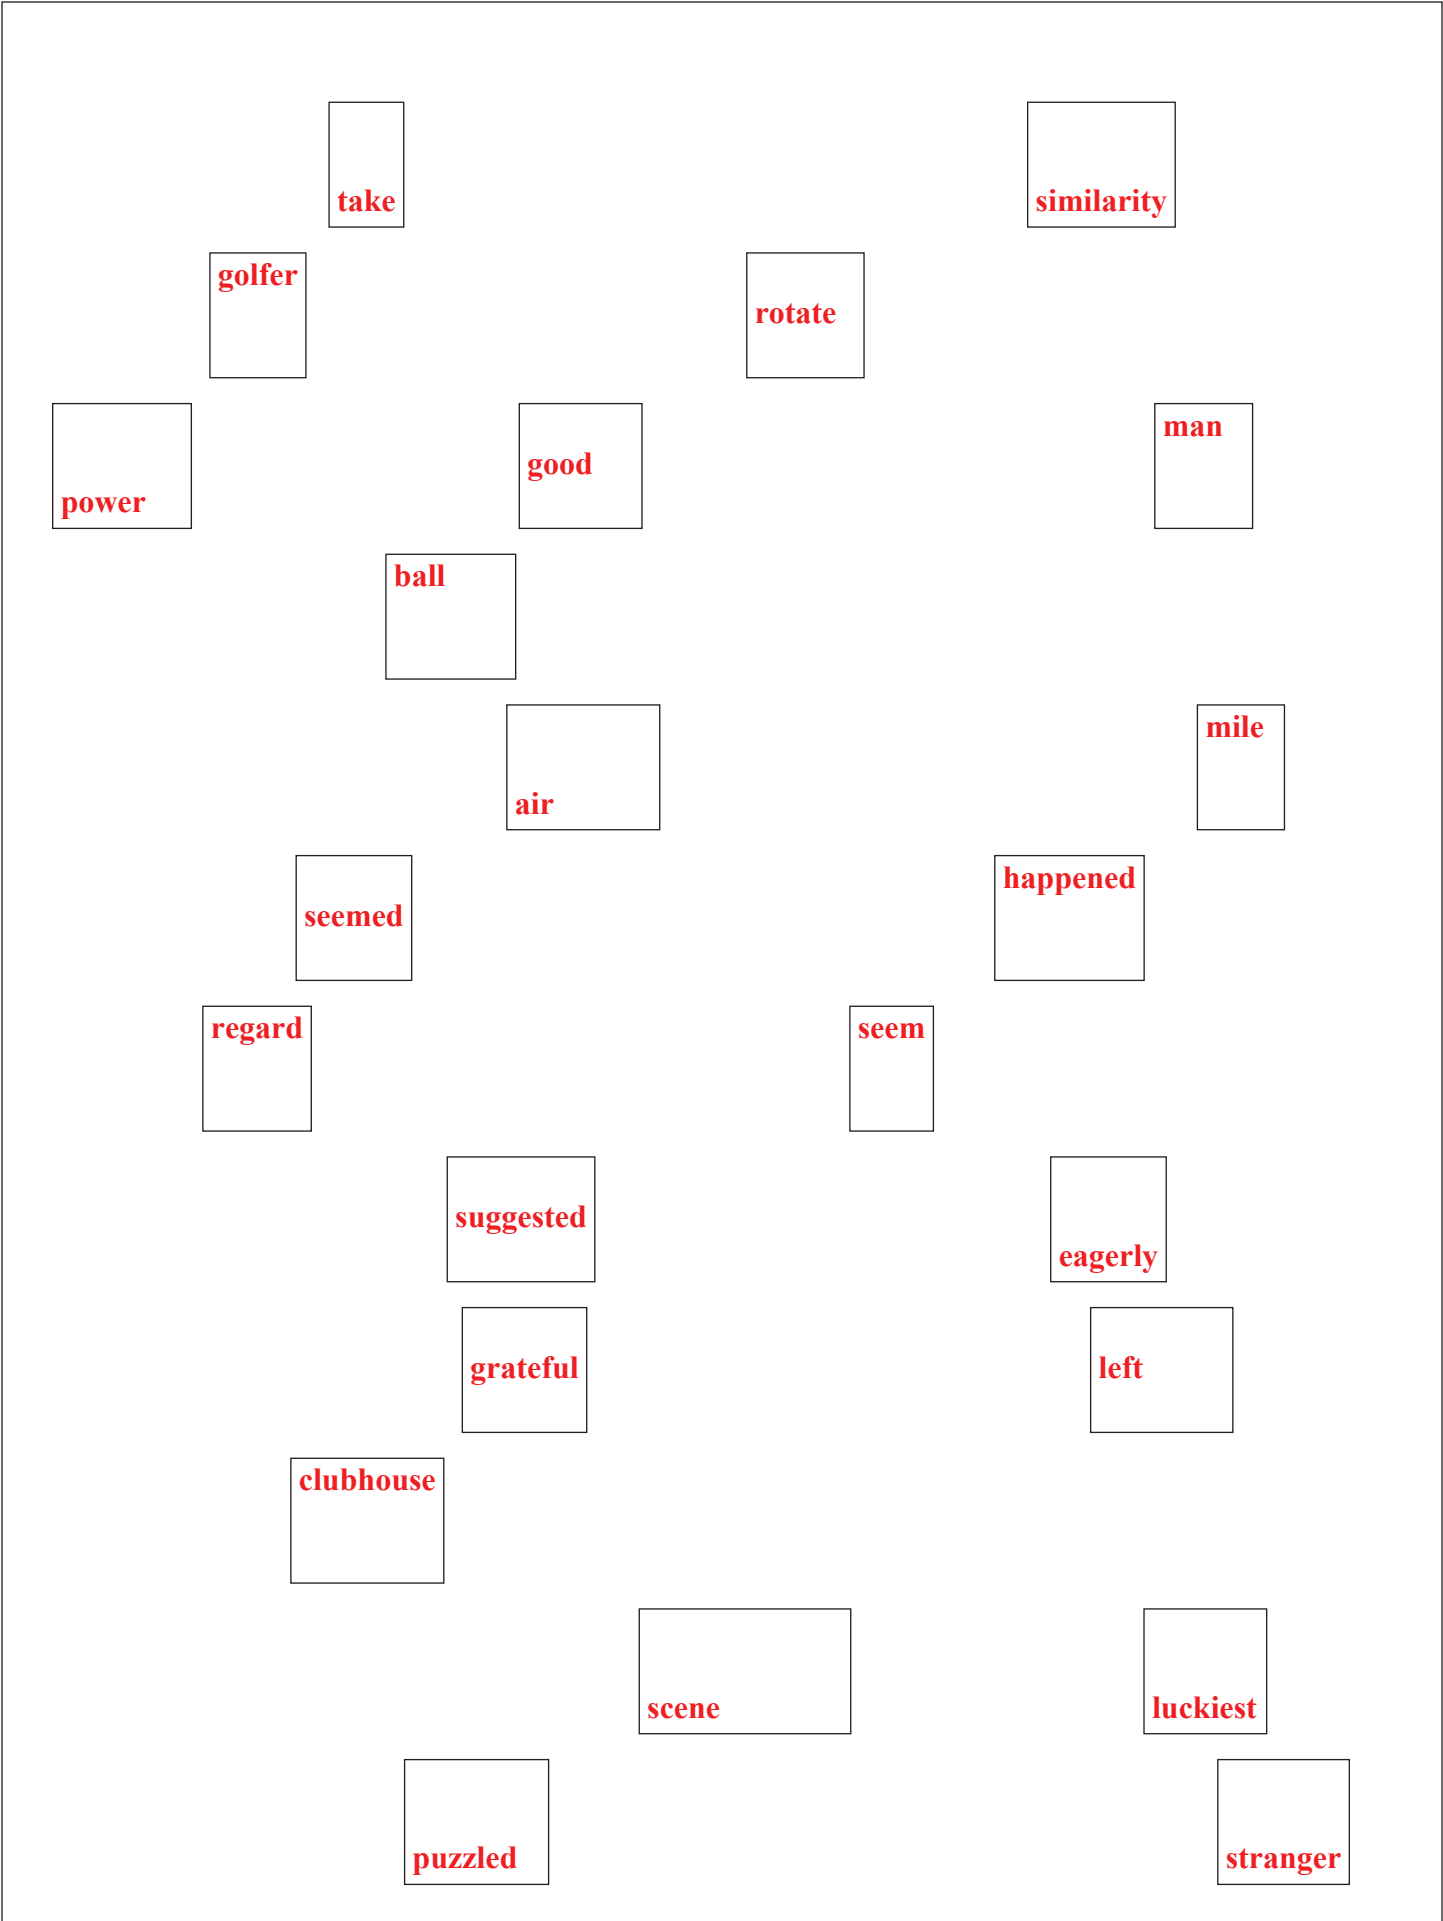 take similarity
golfer rotate
power good man
ball
air mile
seemed happened
regard seem
suggested eagerly
grateful left
clubhouse
scene luckiest
puzzled stranger